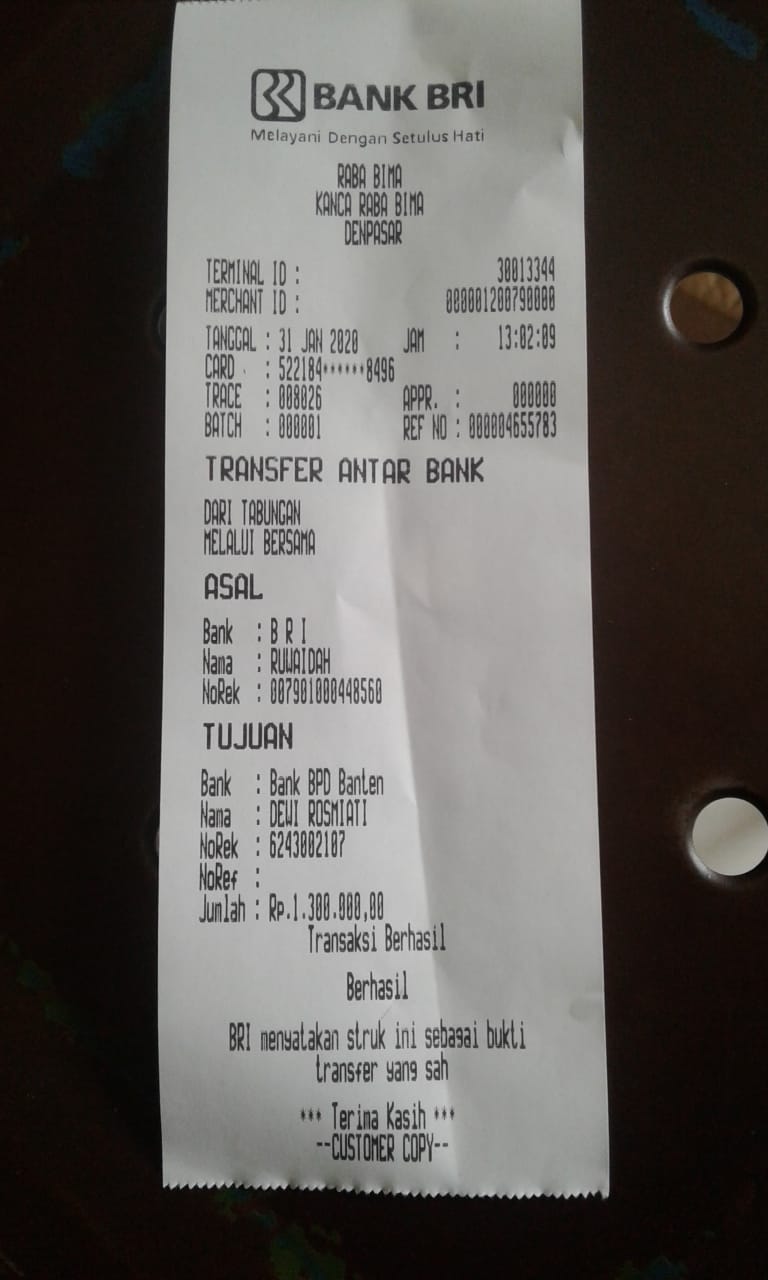 BANK BRI
Melayani Dengan Setulus Hati
RABA BIMA
KANCA RABA BIMA
DENPASAR
TERMINAL ID : 30013344
MERCHANT ID : 000001200790000
TANGGAL : 31 JAN 2020 JAM : 13:02:09
CARD : 522184******8496
TRACE : 008026 APPR. : 000000
BATCH : 000001 REF NO : 000004655783
TRANSFER ANTAR BANK
DARI TABUNGAN
MELALUI BERSAMA
ASAL
Bank : B R I
Nama : RUWAIDAH
NoRek : 007901000448560
TUJUAN
Bank : Bank BPD Banten
Nama : DEWI ROSMIATI
NoRek : 6243002107
NoRef :
Jumlah : Rp.1.300.000,00
Transaksi Berhasil
Berhasil
BRI menyatakan struk ini sebagai bukti
transfer yang sah
*** Terima Kasih ***
--CUSTOMER COPY--